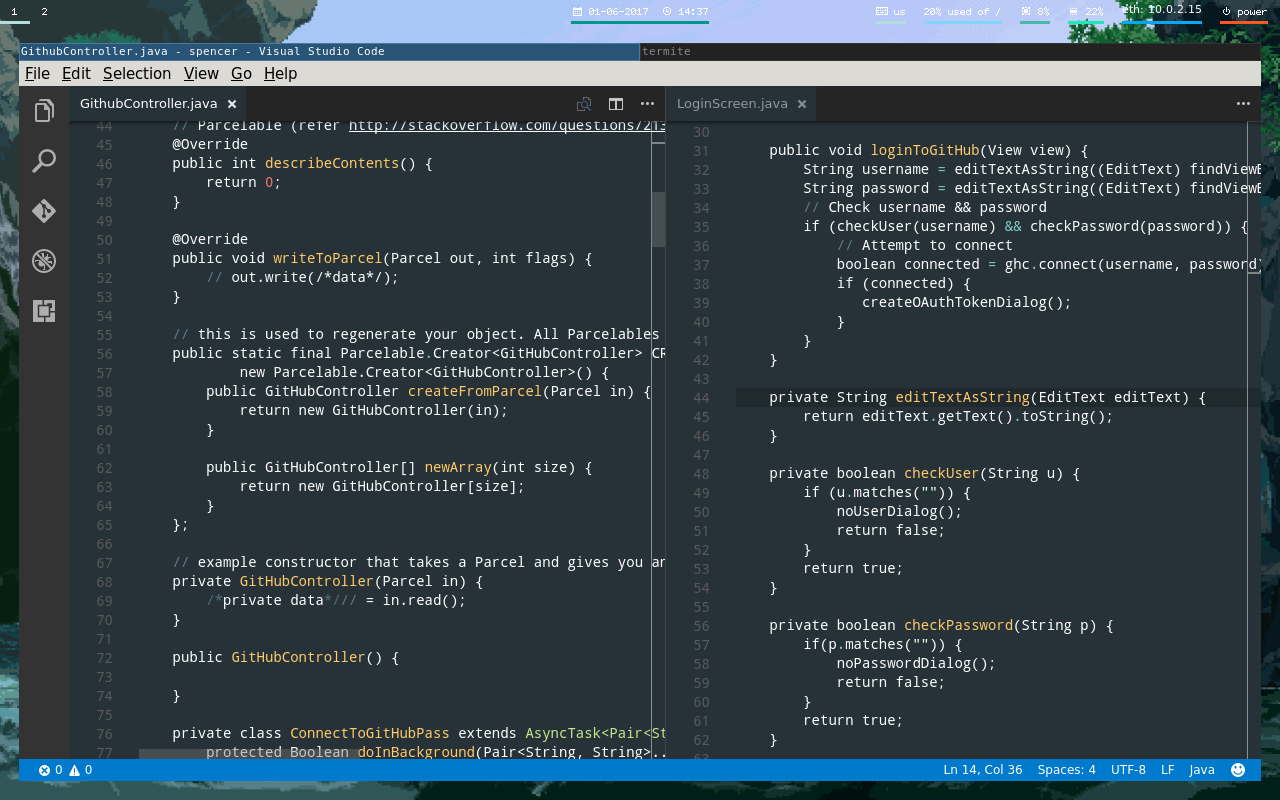 1 2 01-06-2017 14:37 us 20% used of / 8% 22% eth: 10.0.2.15 power
GithubController.java - spencer - Visual Studio Code termite
File Edit Selection View Go Help
GithubController.java × ···
44 // Parcelable (refer http://stackoverflow.com/questions/213
45 @Override
46 public int describeContents() {
47 return 0;
48 }
49
50 @Override
51 public void writeToParcel(Parcel out, int flags) {
52 // out.write(/*data*/);
53 }
54
55 // this is used to regenerate your object. All Parcelables
56 public static final Parcelable.Creator<GitHubController> CR
57 new Parcelable.Creator<GitHubController>() {
58 public GitHubController createFromParcel(Parcel in) {
59 return new GitHubController(in);
60 }
61
62 public GitHubController[] newArray(int size) {
63 return new GitHubController[size];
64 }
65 };
66
67 // example constructor that takes a Parcel and gives you an
68 private GitHubController(Parcel in) {
69 /*private data*/// = in.read();
70 }
71
72 public GitHubController() {
73
74 }
75
76 private class ConnectToGitHubPass extends AsyncTask<Pair<St
77 protected Boolean doInBackground(Pair<String, String>..
LoginScreen.java × ···
30
31 public void loginToGitHub(View view) {
32 String username = editTextAsString((EditText) findViewB
33 String password = editTextAsString((EditText) findViewB
34 // Check username && password
35 if (checkUser(username) && checkPassword(password)) {
36 // Attempt to connect
37 boolean connected = ghc.connect(username, password)
38 if (connected) {
39 createOAuthTokenDialog();
40 }
41 }
42 }
43
44 private String editTextAsString(EditText editText) {
45 return editText.getText().toString();
46 }
47
48 private boolean checkUser(String u) {
49 if (u.matches("")) {
50 noUserDialog();
51 return false;
52 }
53 return true;
54 }
55
56 private boolean checkPassword(String p) {
57 if(p.matches("")) {
58 noPasswordDialog();
59 return false;
60 }
61 return true;
62 }
0 0 Ln 14, Col 36 Spaces: 4 UTF-8 LF Java